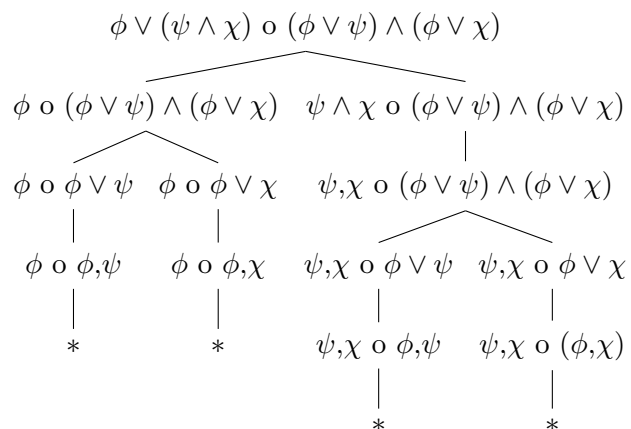 ϕ ∨ (ψ ∧ χ) o (ϕ ∨ ψ) ∧ (ϕ ∨ χ)
ϕ o (ϕ ∨ ψ) ∧ (ϕ ∨ χ) ψ ∧ χ o (ϕ ∨ ψ) ∧ (ϕ ∨ χ)
ϕ o ϕ ∨ ψ ϕ o ϕ ∨ χ ψ,χ o (ϕ ∨ ψ) ∧ (ϕ ∨ χ)
ϕ o ϕ,ψ ϕ o ϕ,χ ψ,χ o ϕ ∨ ψ ψ,χ o ϕ ∨ χ
* * ψ,χ o ϕ,ψ ψ,χ o (ϕ,χ)
* *